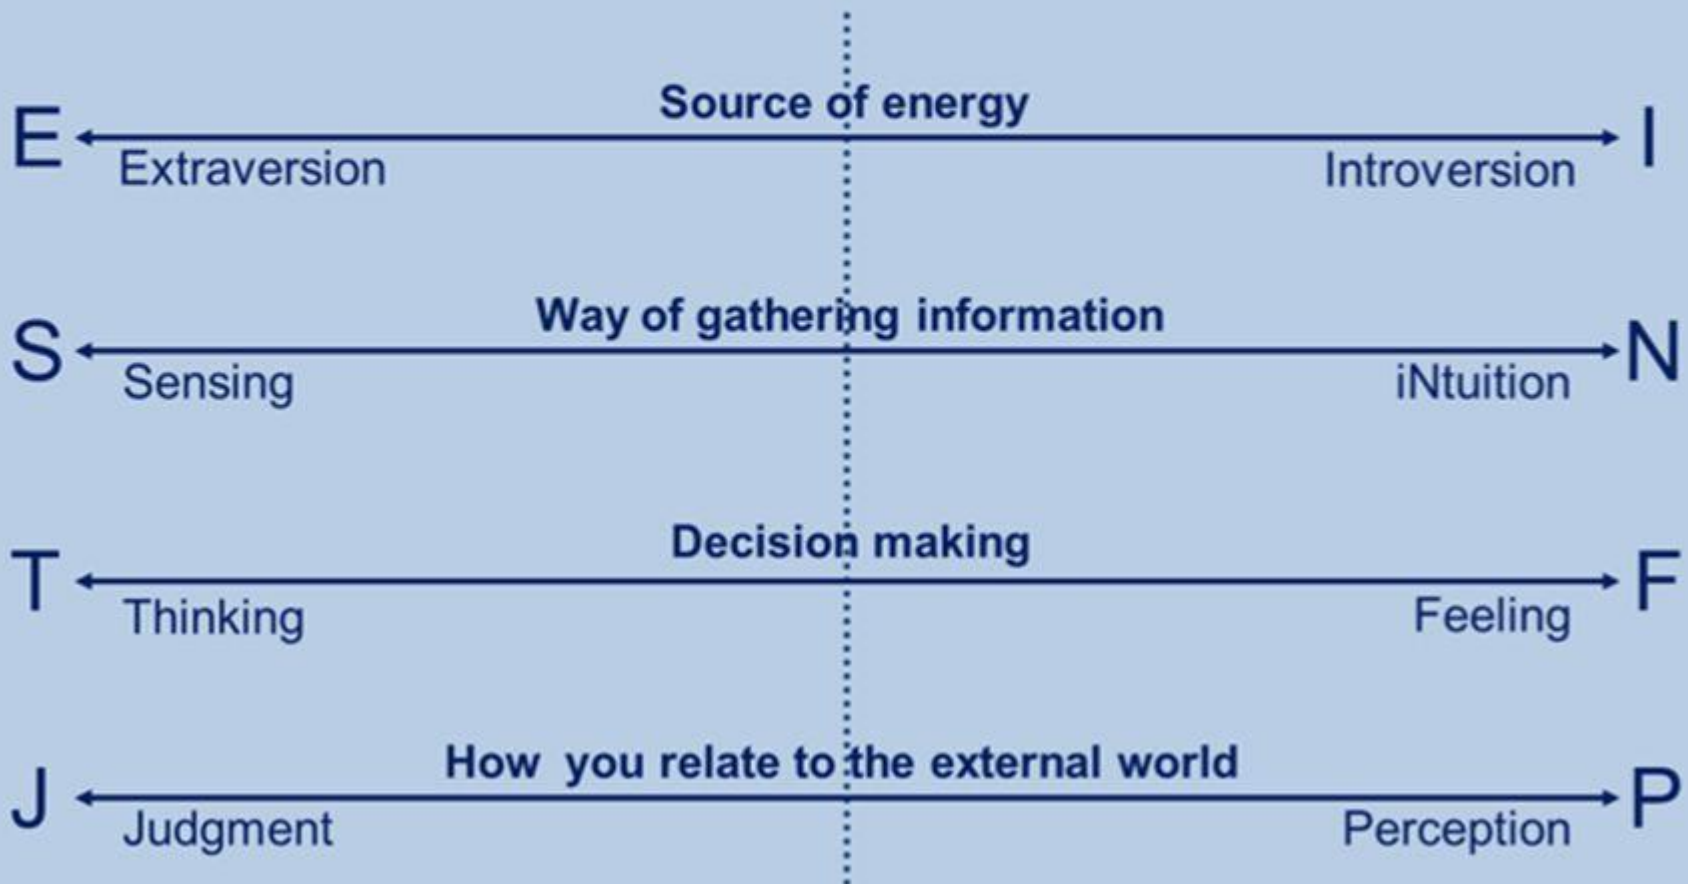 Source of energy
E I
Extraversion Introversion
Way of gathering information
S N
Sensing iNtuition
Decision making
T F
Thinking Feeling
How you relate to the external world
J P
Judgment Perception